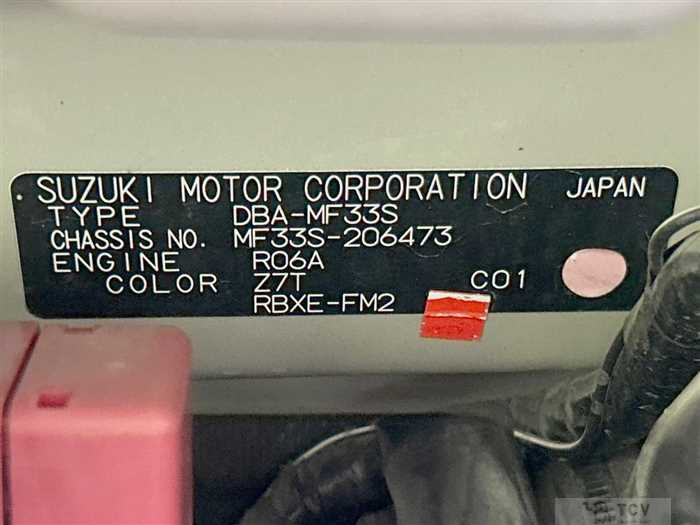 SUZUKI MOTOR CORPORATION JAPAN
TYPE DBA-MF33S
CHASSIS NO. MF33S-206473
ENGINE R06A
COLOR Z7T C01
RBXE-FM2
TCV